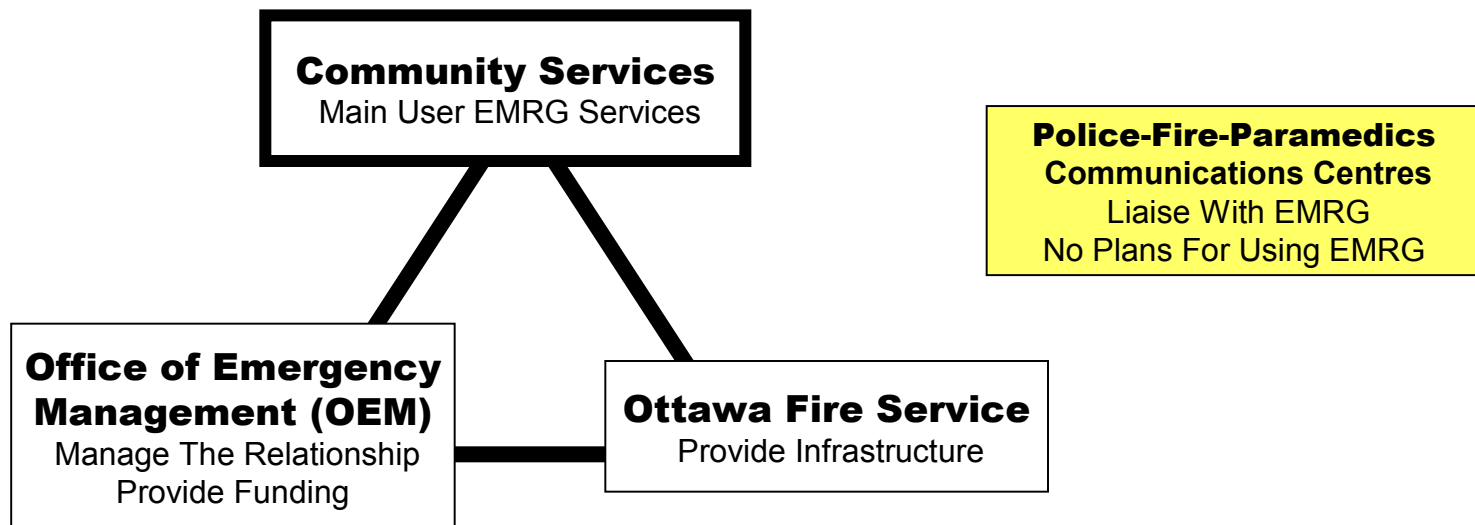 Community Services
Main User EMRG Services
Police-Fire-Paramedics
Communications Centres
Liaise With EMRG
No Plans For Using EMRG
Office of Emergency
Management (OEM)
Manage The Relationship
Provide Funding
Ottawa Fire Service
Provide Infrastructure